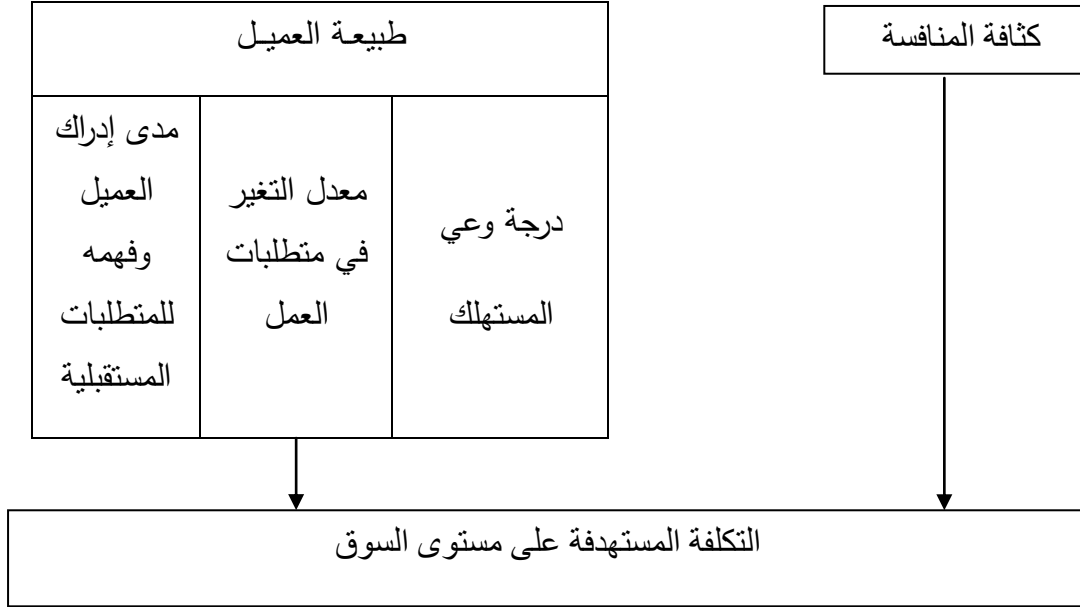 كثافة المنافسة
طبيعة العميـل
درجة وعي
المستهلك
معدل التغير
في متطلبات
العمل
مدى إدراك
العميل
وفهمه
للمتطلبات
المستقبلية
التكلفة المستهدفة على مستوى السوق